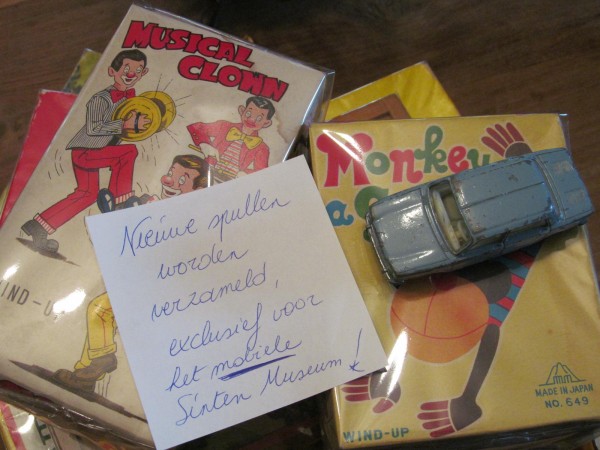 MUSICAL
CLOWN
WIND-U
Nieuwe spullen
worden
verzameld,
exclusief voor
het mobiele
Sinten Museum!
Monkey
WIND-UP
MADE IN JAPAN
NO. 649